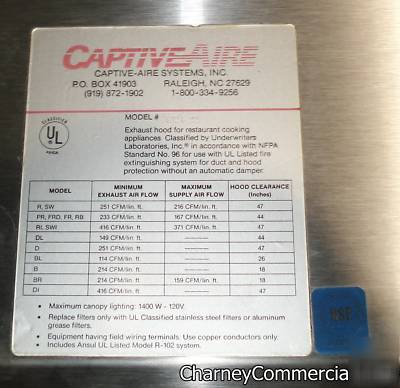 CAPTIVEAIRE
CAPTIVE-AIRE SYSTEMS, INC.
P.O. BOX 41903 RALEIGH, NC 27629
(919) 872-1902 1-800-334-9256
CLASSIFIED
UL
MODEL #
Exhaust hood for restaurant cooking
appliances. Classified by Underwriters
Laboratories, Inc.® in accordance with NFPA
Standard No. 96 for use with UL Listed fire
extinguishing system for duct and hood
protection without an automatic damper.
MODEL MINIMUM EXHAUST AIR FLOW MAXIMUM SUPPLY AIR FLOW HOOD CLEARANCE (Inches)
R, SW 251 CFM/lin. ft. 216 CFM/lin. ft. 47
PR, FRD, FR, RB 233 CFM/lin. ft. 167 CFM/lin. ft. 44
RI, SWI 416 CFM/lin. ft. 371 CFM/lin. ft. 47
DL 149 CFM/lin. ft. ——— 44
D 251 CFM/lin. ft. ——— 47
BL 114 CFM/lin. ft. ——— 26
B 214 CFM/lin. ft. ——— 18
BR 214 CFM/lin. ft. 159 CFM/lin. ft. 18
DI 416 CFM/lin. ft. ——— 47
• Maximum canopy lighting: 1400 W - 120V.
• Replace filters only with UL Classified stainless steel filters or aluminum
grease filters.
• Equipment having field wiring terminals: Use copper conductors only.
• Includes Ansul UL Listed Model R-102 system.
NSF
CharneyCommercia